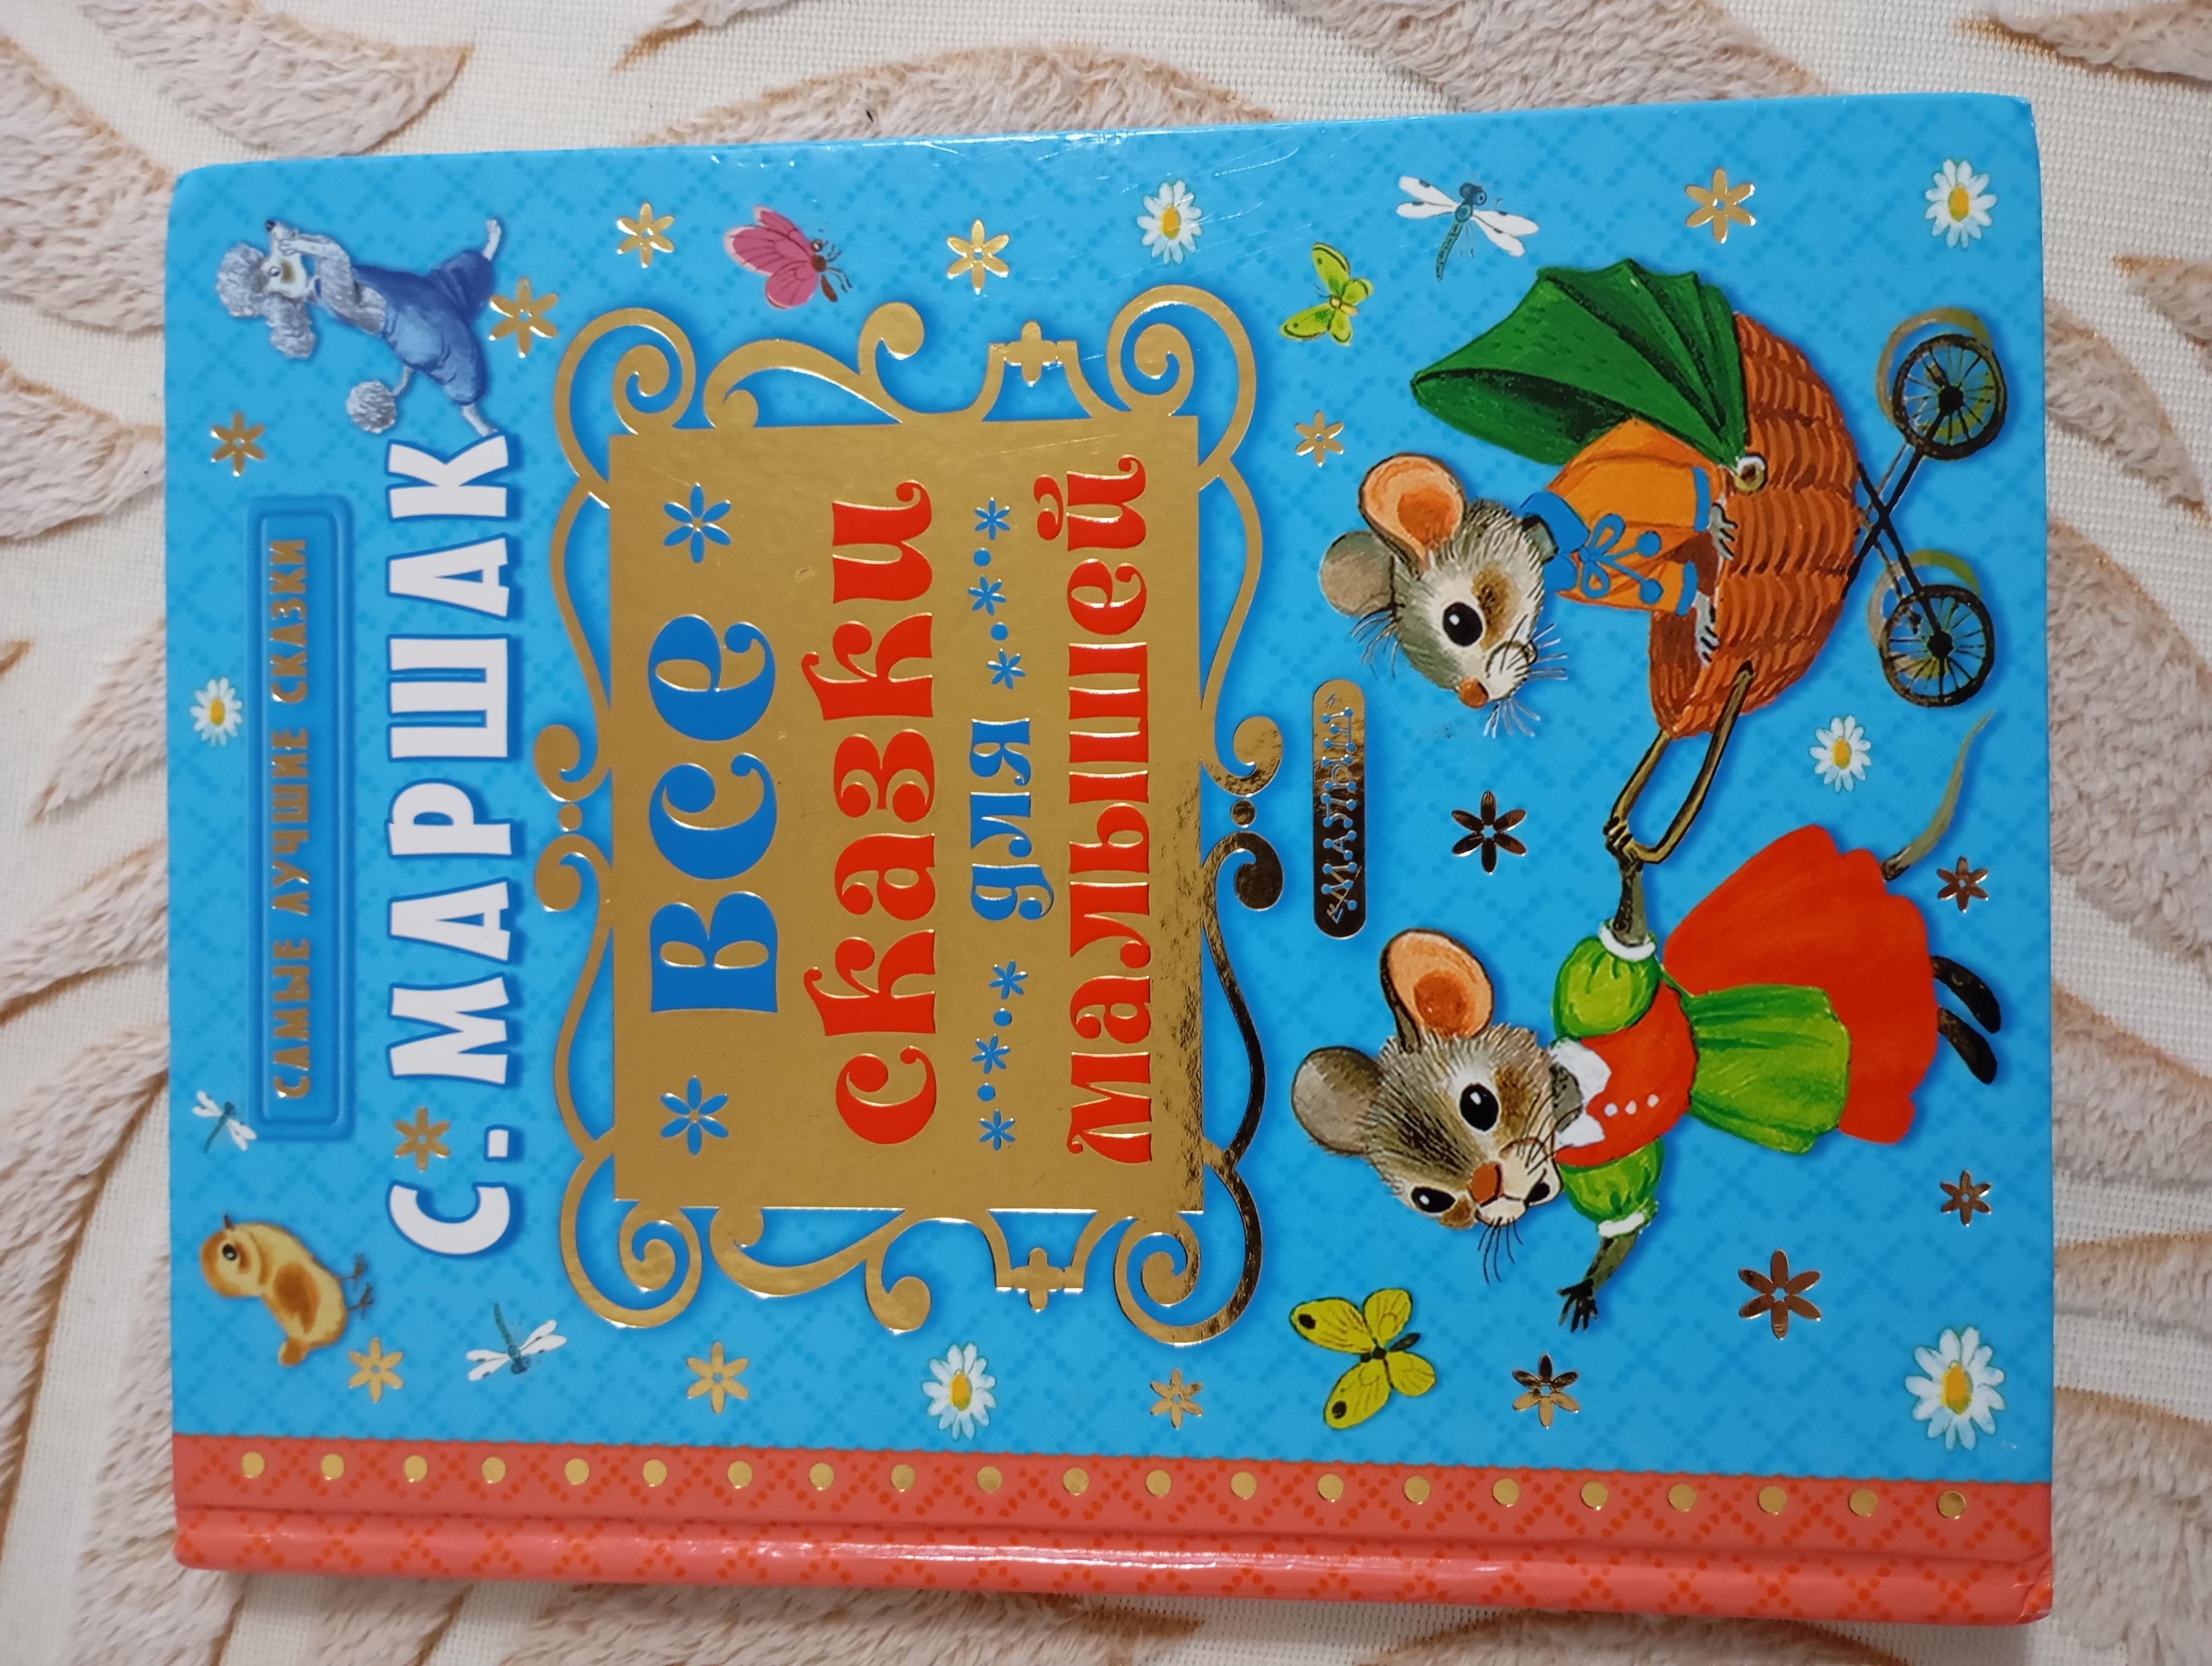 САМЫЕ ЛУЧШИЕ СКАЗКИ
С. МАРШАК
Все
сказки
для
малышей
«МАЛЫШ»